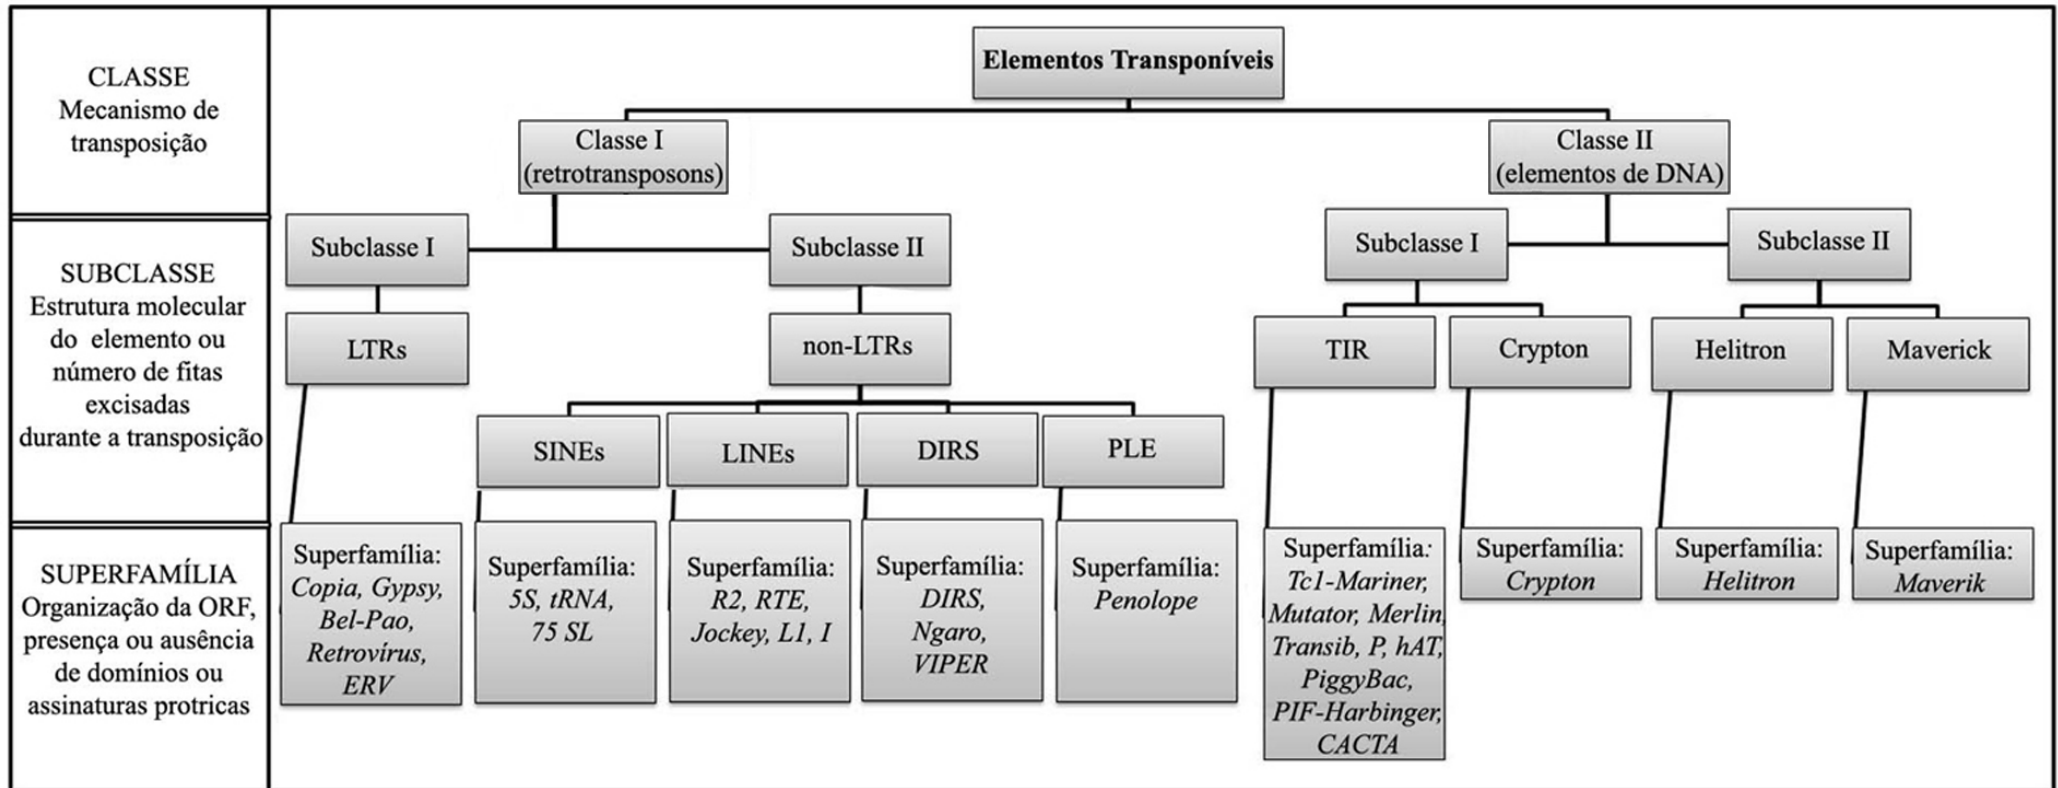 CLASSE
Mecanismo de
transposição
SUBCLASSE
Estrutura molecular
do elemento ou
número de fitas
excisadas
durante a transposição
SUPERFAMÍLIA
Organização da ORF,
presença ou ausência
de domínios ou
assinaturas protricas
Elementos Transponíveis
Classe I
(retrotransposons)
Classe II
(elementos de DNA)
Subclasse I
Subclasse II
Subclasse I
Subclasse II
LTRs
non-LTRs
TIR
Crypton
Helitron
Maverick
SINEs
LINEs
DIRS
PLE
Superfamília:
Copia, Gypsy,
Bel-Pao,
Retrovírus,
ERV
Superfamília:
5S, tRNA,
75 SL
Superfamília:
R2, RTE,
Jockey, L1, I
Superfamília:
DIRS,
Ngaro,
VIPER
Superfamília:
Penolope
Superfamília:
Tc1-Mariner,
Mutator, Merlin,
Transib, P, hAT,
PiggyBac,
PIF-Harbinger,
CACTA
Superfamília:
Crypton
Superfamília:
Helitron
Superfamília:
Maverik